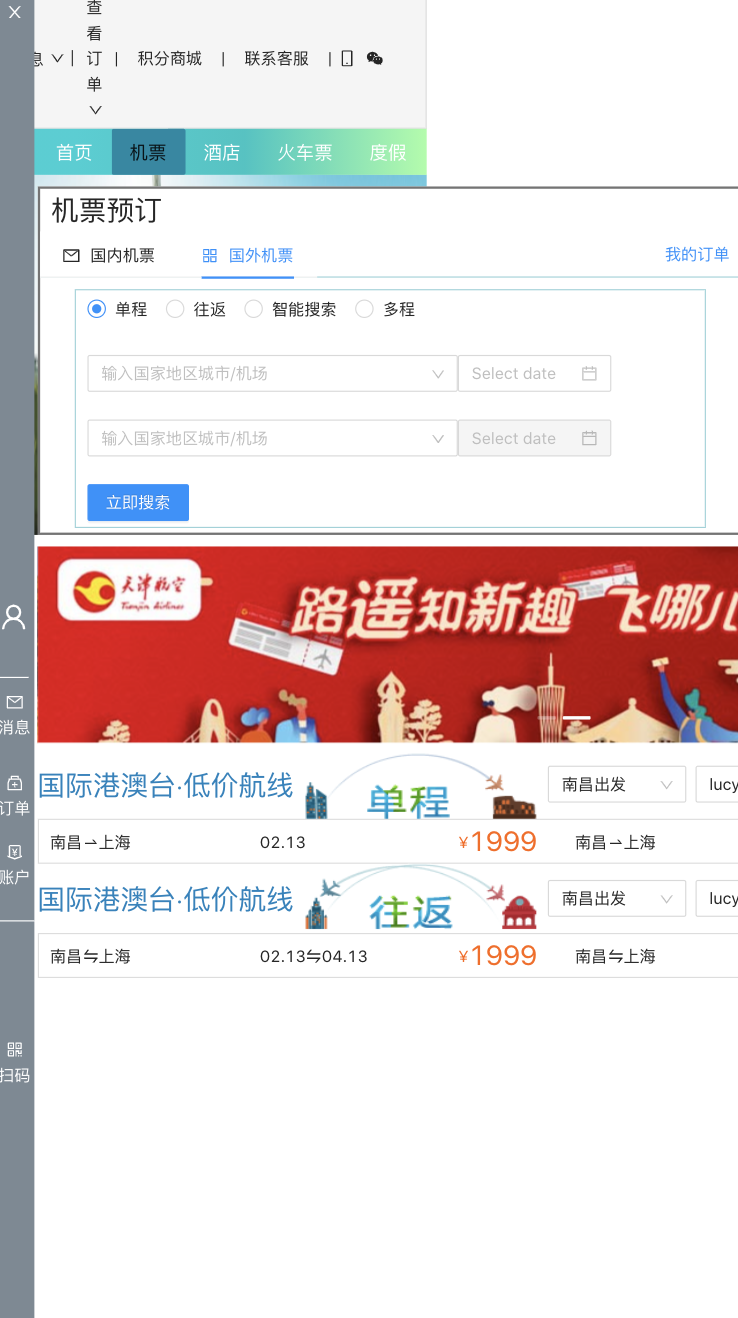 X
查
看
息 | 订 | 积分商城 | 联系客服 |
单
首页 机票 酒店 火车票 度假
机票预订
国内机票 国外机票 我的订单
单程 往返 智能搜索 多程
输入国家地区城市/机场 Select date
输入国家地区城市/机场 Select date
立即搜索
天津航空
Tianjin Airlines
路遥知新趣 飞哪儿
消息
订单
账户
扫码
国际港澳台·低价航线 单程 南昌出发 lucy
南昌⇀上海 02.13 ¥1999 南昌⇀上海
国际港澳台·低价航线 往返 南昌出发 lucy
南昌⇋上海 02.13⇋04.13 ¥1999 南昌⇋上海